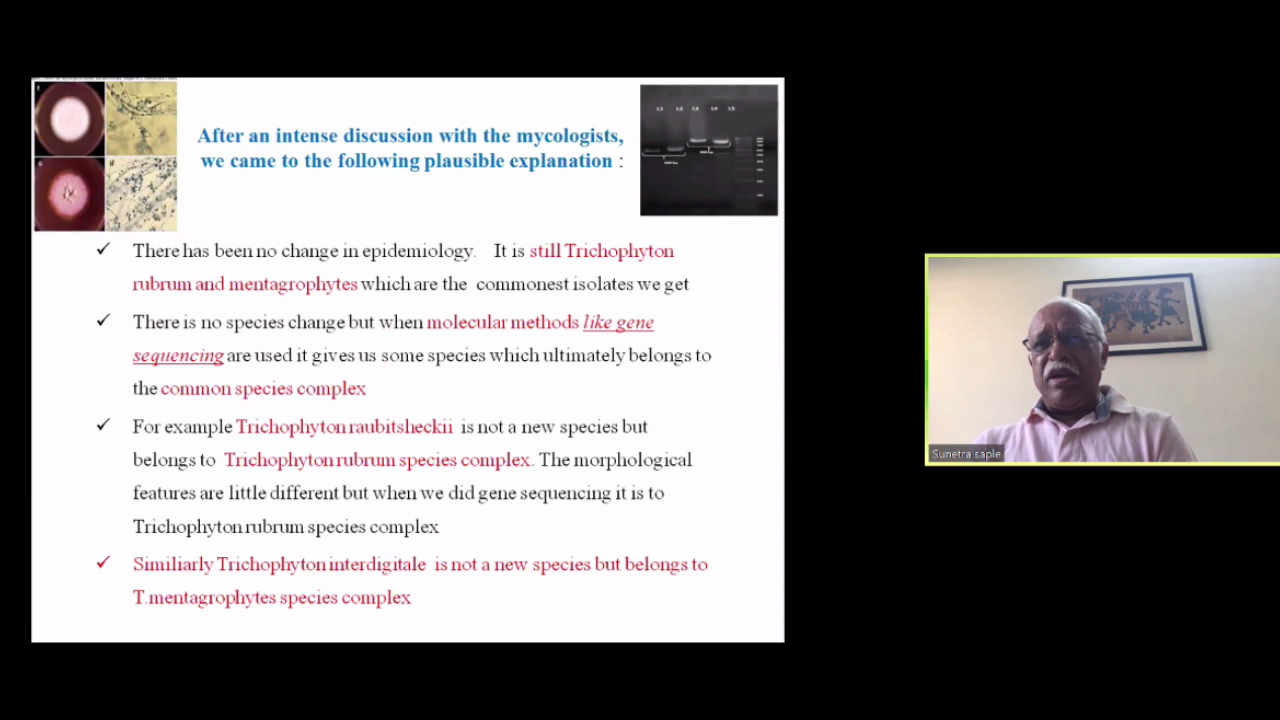 L1 L2 L3 L4 L5
After an intense discussion with the mycologists,
we came to the following plausible explanation :
✓ There has been no change in epidemiology. It is still Trichophyton
rubrum and mentagrophytes which are the commonest isolates we get
✓ There is no species change but when molecular methods like gene
sequencing are used it gives us some species which ultimately belongs to
the common species complex
✓ For example Trichophyton raubitsheckii is not a new species but
belongs to Trichophyton rubrum species complex. The morphological
features are little different but when we did gene sequencing it is to
Trichophyton rubrum species complex
✓ Similiarly Trichophyton interdigitale is not a new species but belongs to
T.mentagrophytes species complex
Sunetra saple